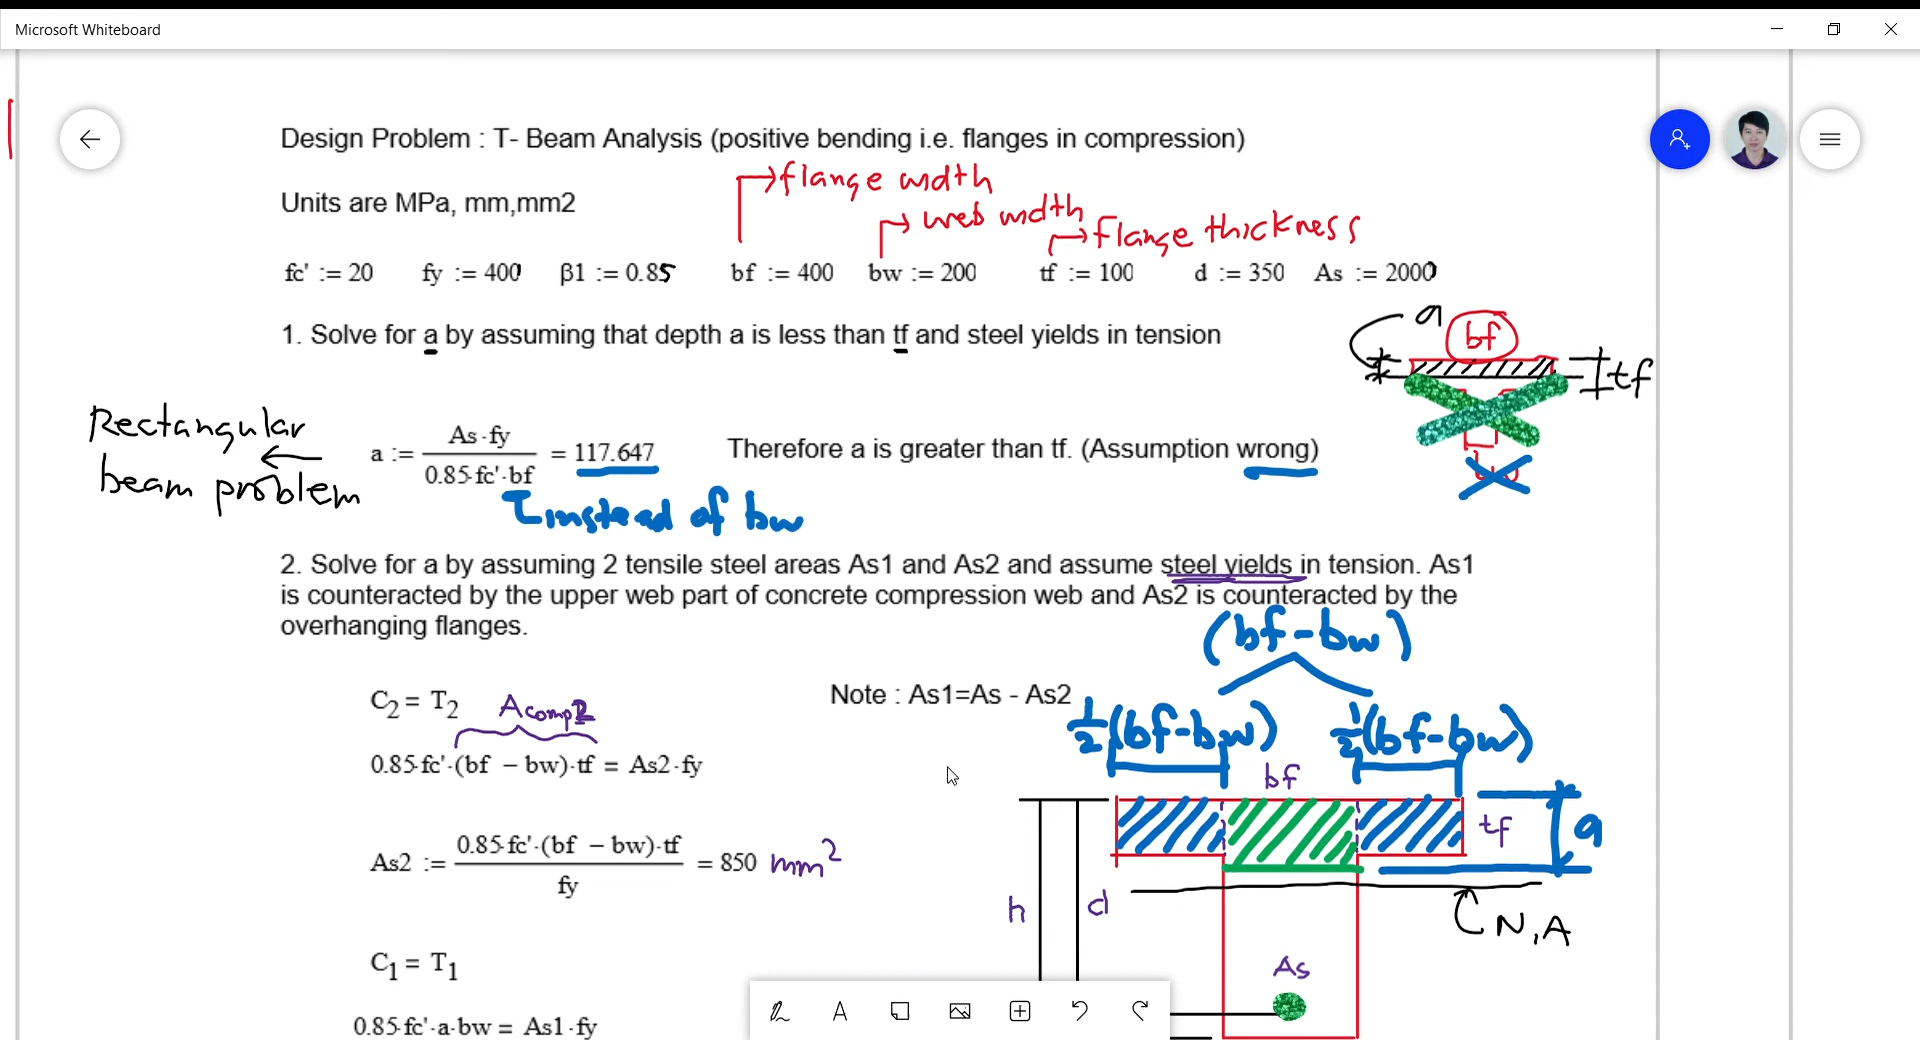 Microsoft Whiteboard
Design Problem : T- Beam Analysis (positive bending i.e. flanges in compression)
flange width
Units are MPa, mm,mm2
web width
flange thickness
fc' := 20 fy := 400 β1 := 0.85 bf := 400 bw := 200 tf := 100 d := 350 As := 2000
a
bf
1. Solve for a by assuming that depth a is less than tf and steel yields in tension
tf
Rectangular
beam problem
a := As·fy / 0.85·fc'·bf = 117.647 Therefore a is greater than tf. (Assumption wrong)
instead of bw
2. Solve for a by assuming 2 tensile steel areas As1 and As2 and assume steel yields in tension. As1
is counteracted by the upper web part of concrete compression web and As2 is counteracted by the
overhanging flanges.
(bf-bw)
C2 = T2 Acomp2 Note : As1=As - As2
1/2(bf-bw) 1/2(bf-bw)
0.85·fc'·(bf − bw)·tf = As2·fy
bf
tf a
As2 := 0.85·fc'·(bf − bw)·tf / fy = 850 mm2
h d
N.A
C1 = T1
As
0.85·fc'·a·bw = As1·fy